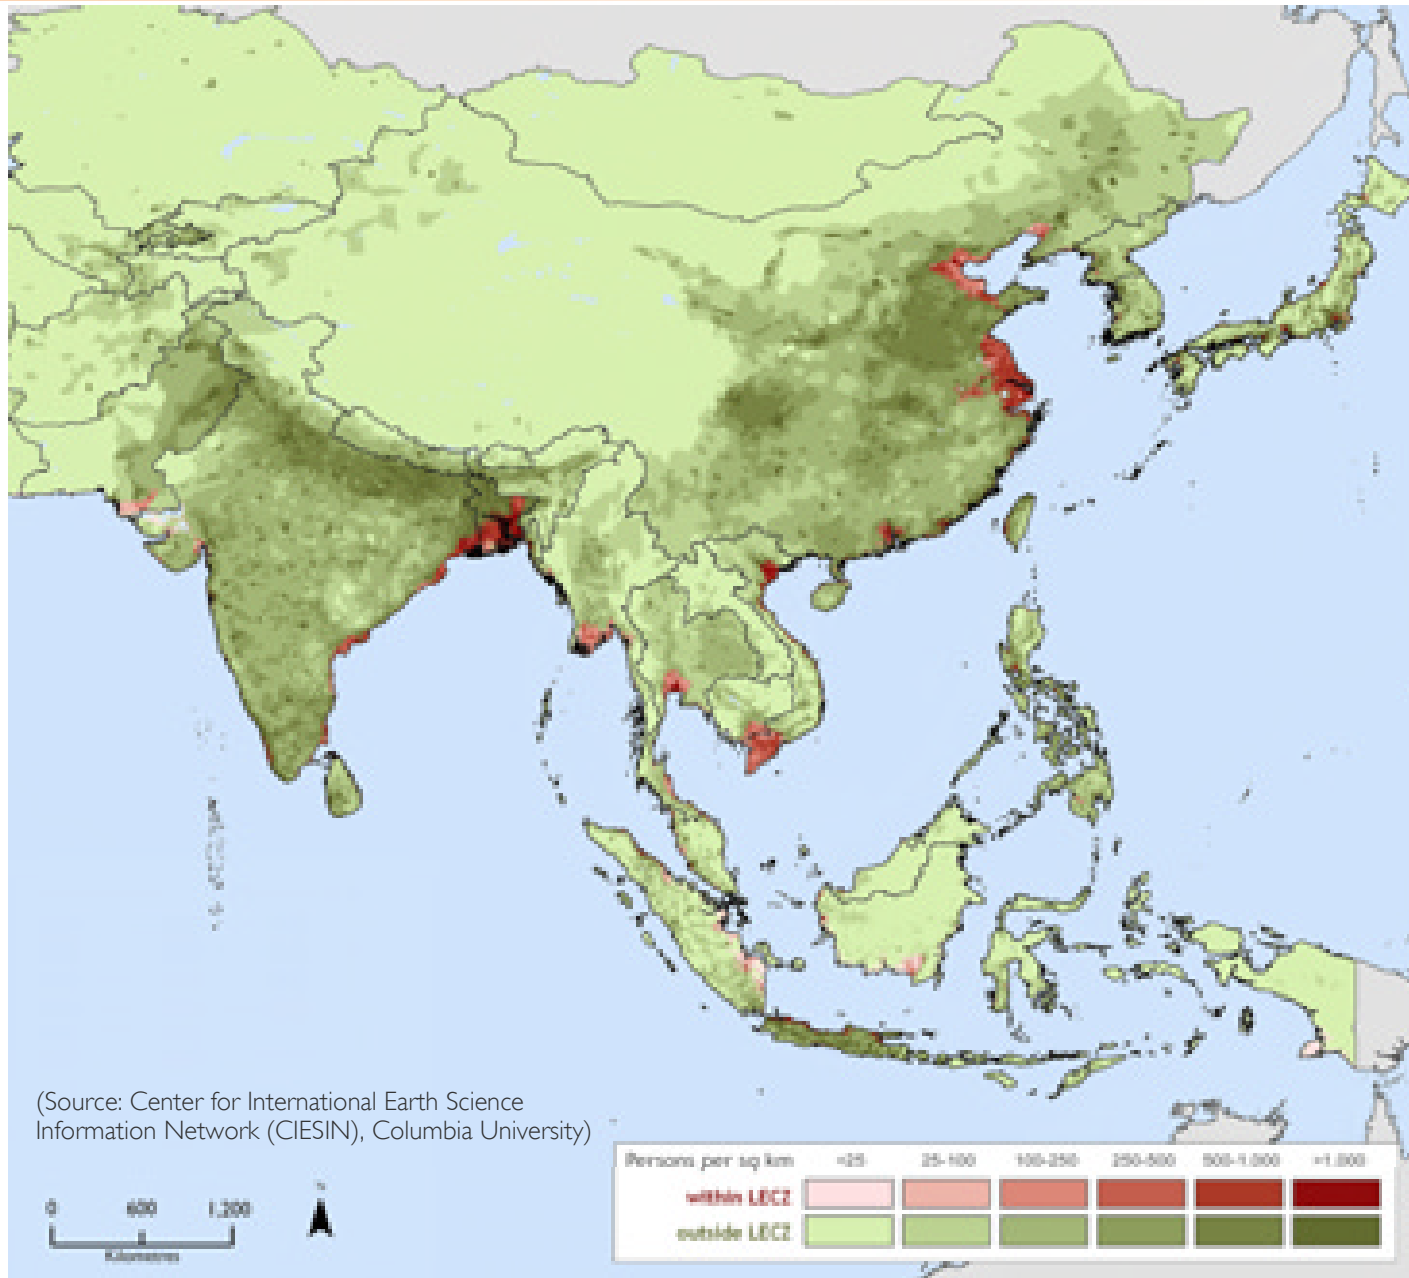 (Source: Center for International Earth Science
Information Network (CIESIN), Columbia University)
Persons per sq km
<25 25-100 100-250 250-500 500-1,000 >1,000
within LECZ
outside LECZ
0 600 1,200
Kilometres
N